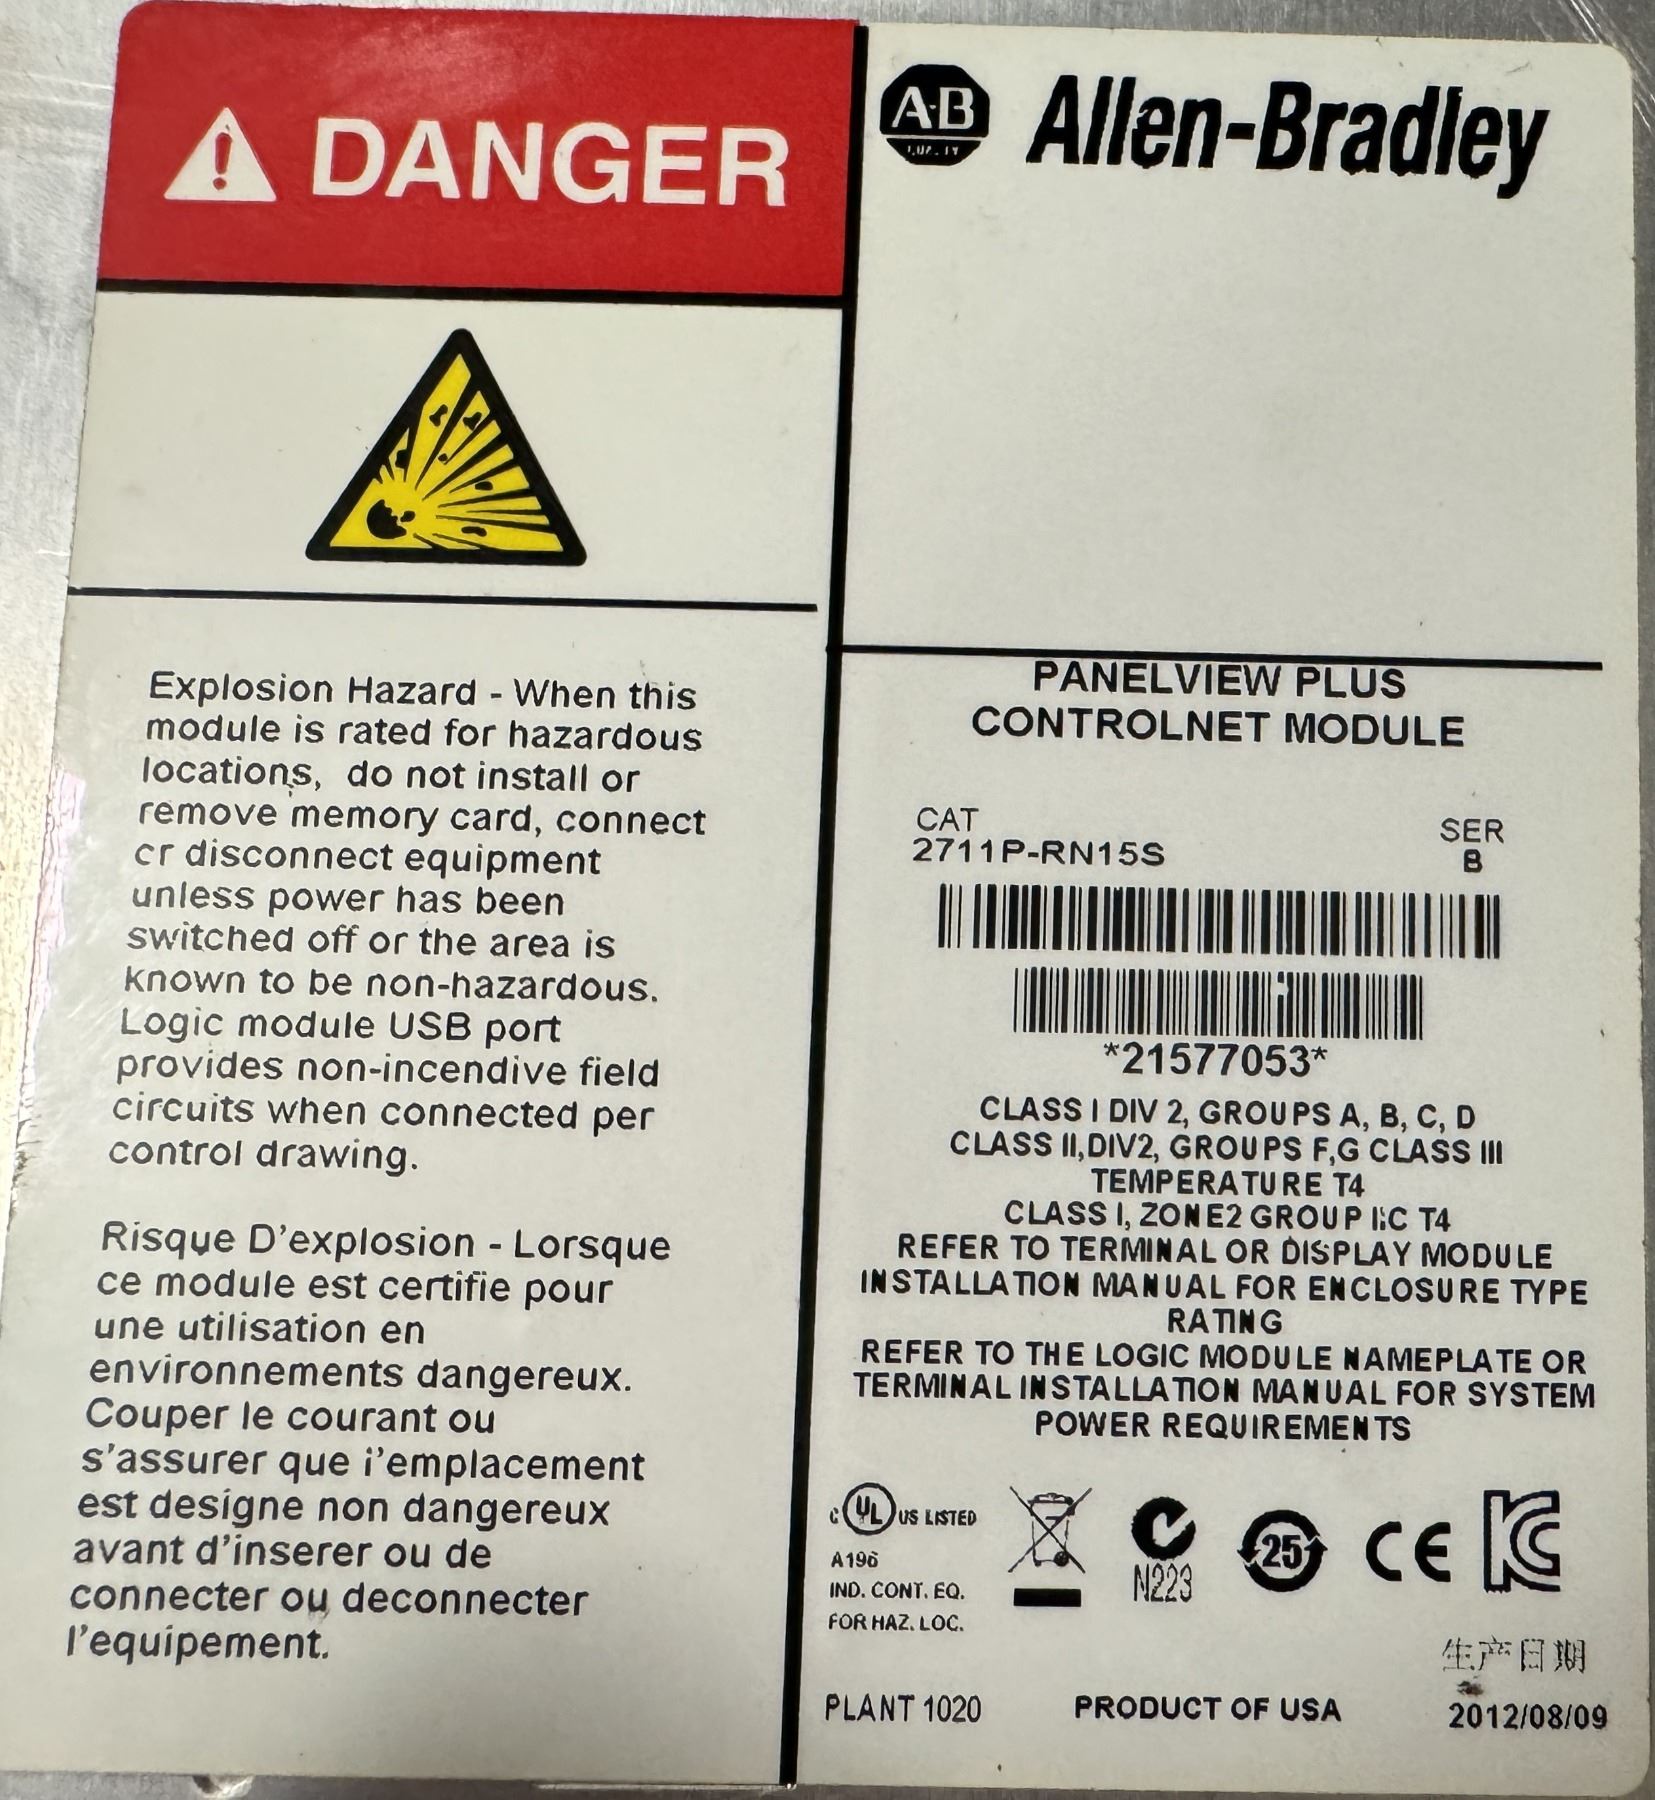 DANGER
Explosion Hazard - When this
module is rated for hazardous
locations, do not install or
remove memory card, connect
cr disconnect equipment
unless power has been
switched off or the area is
known to be non-hazardous.
Logic module USB port
provides non-incendive field
circuits when connected per
control drawing.
Risque D'explosion - Lorsque
ce module est certifie pour
une utilisation en
environnements dangereux.
Couper le courant ou
s'assurer que i'emplacement
est designe non dangereux
avant d'inserer ou de
connecter ou deconnecter
l'equipement.
A-B
Allen-Bradley
PANELVIEW PLUS
CONTROLNET MODULE
CAT
2711P-RN15S
SER
B
*21577053*
CLASS I DIV 2, GROUPS A, B, C, D
CLASS II,DIV2, GROUPS F,G CLASS III
TEMPERATURE T4
CLASS I, ZONE2 GROUP IIC T4
REFER TO TERMINAL OR DISPLAY MODULE
INSTALLATION MANUAL FOR ENCLOSURE TYPE
RATING
REFER TO THE LOGIC MODULE NAMEPLATE OR
TERMINAL INSTALLATION MANUAL FOR SYSTEM
POWER REQUIREMENTS
c UL US LISTED
A196
IND. CONT. EQ.
FOR HAZ. LOC.
N223
25
CE
KC
生产日期
PLANT 1020
PRODUCT OF USA
2012/08/09